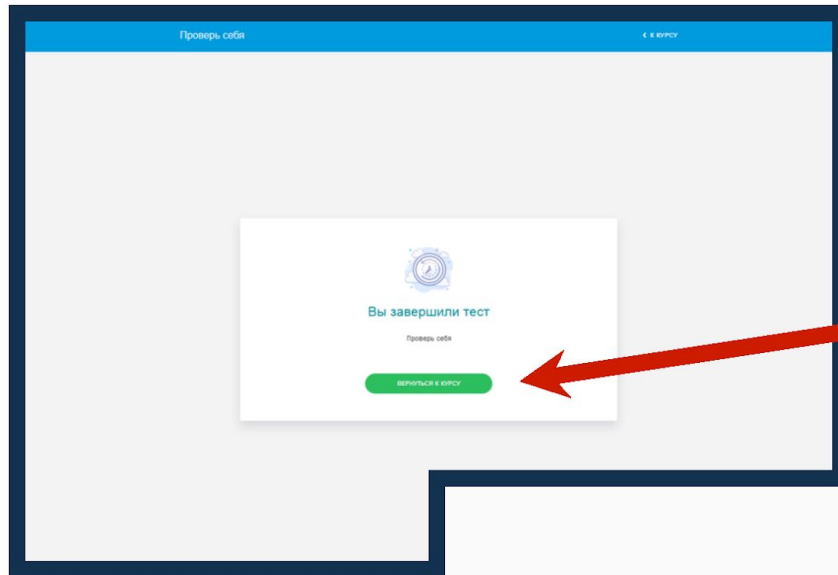 Проверь себя
К КУРСУ
Вы завершили тест
Проверь себя
ВЕРНУТЬСЯ К КУРСУ